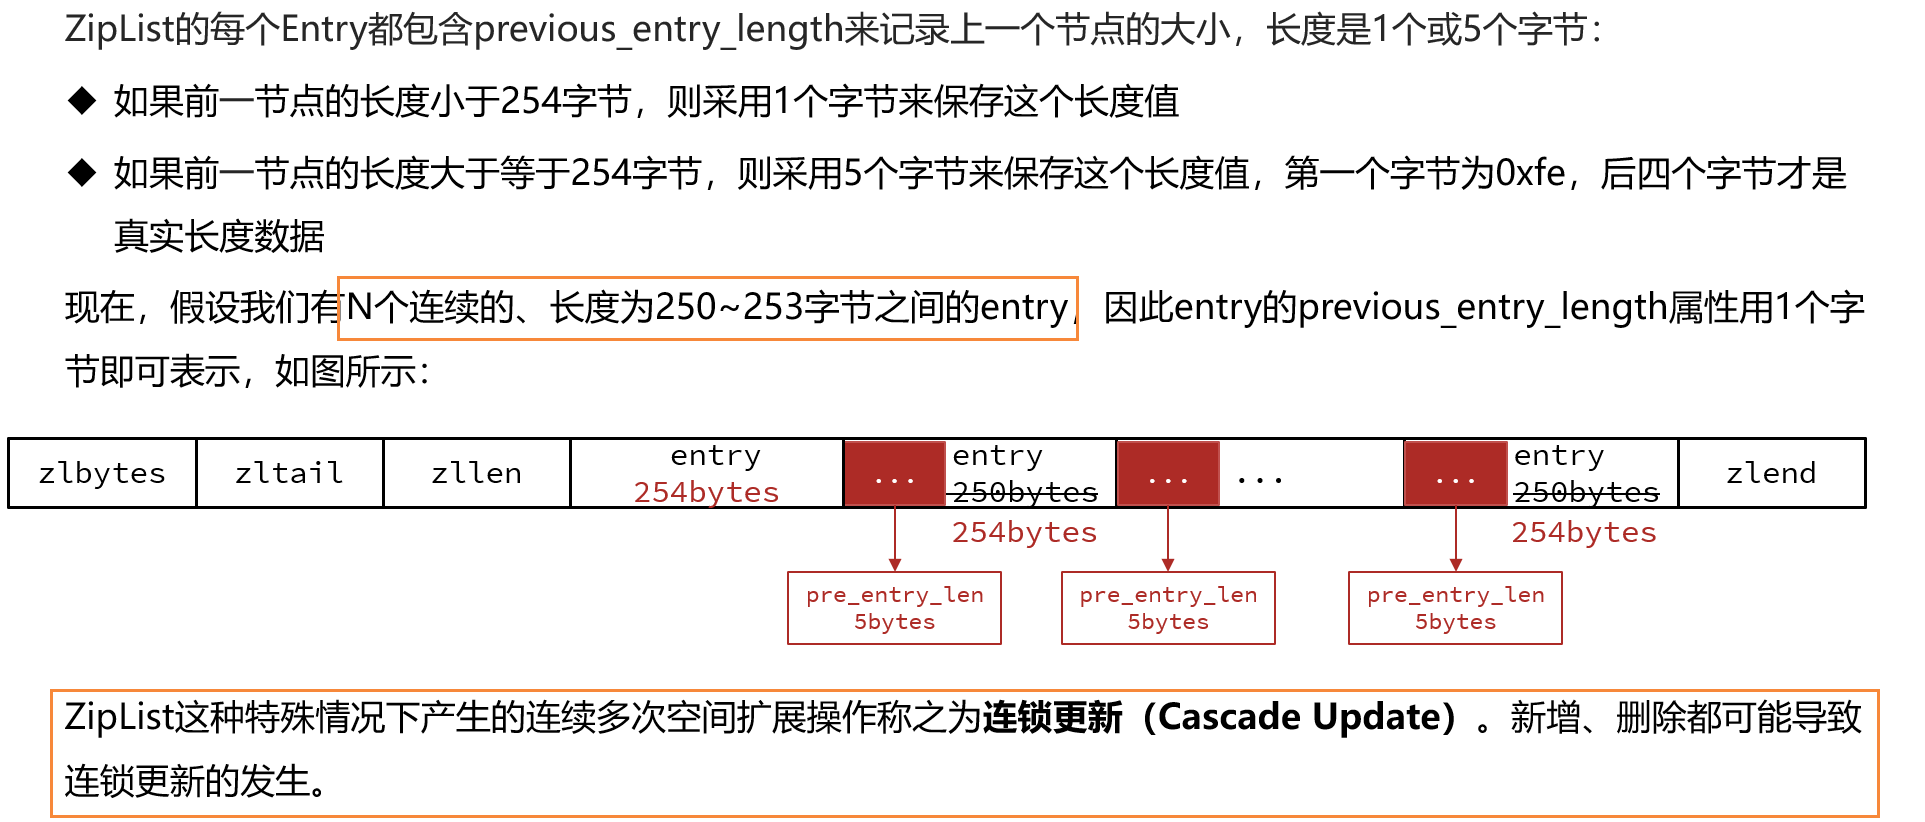 ZipList的每个Entry都包含previous_entry_length来记录上一个节点的大小，长度是1个或5个字节：
◆ 如果前一节点的长度小于254字节，则采用1个字节来保存这个长度值
◆ 如果前一节点的长度大于等于254字节，则采用5个字节来保存这个长度值，第一个字节为0xfe，后四个字节才是
真实长度数据
现在，假设我们有N个连续的、长度为250~253字节之间的entry，因此entry的previous_entry_length属性用1个字
节即可表示，如图所示：
zlbytes
zltail
zllen
entry
254bytes
...
entry
250bytes
254bytes
...
...
...
entry
250bytes
254bytes
zlend
pre_entry_len
5bytes
pre_entry_len
5bytes
pre_entry_len
5bytes
ZipList这种特殊情况下产生的连续多次空间扩展操作称之为连锁更新（Cascade Update）。新增、删除都可能导致
连锁更新的发生。